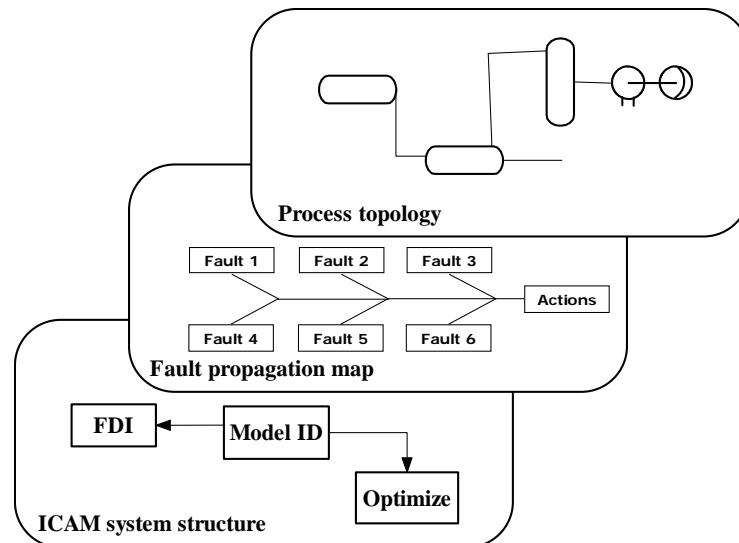 Process topology
Fault 1
Fault 2
Fault 3
Actions
Fault 4
Fault 5
Fault 6
Fault propagation map
FDI
Model ID
Optimize
ICAM system structure